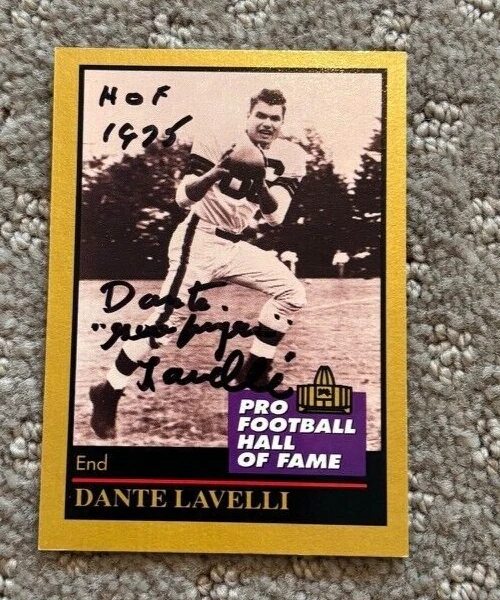 HOF
1975
Dante
"glue fingers"
Lavelli
PRO
FOOTBALL
HALL
OF FAME
End
DANTE LAVELLI